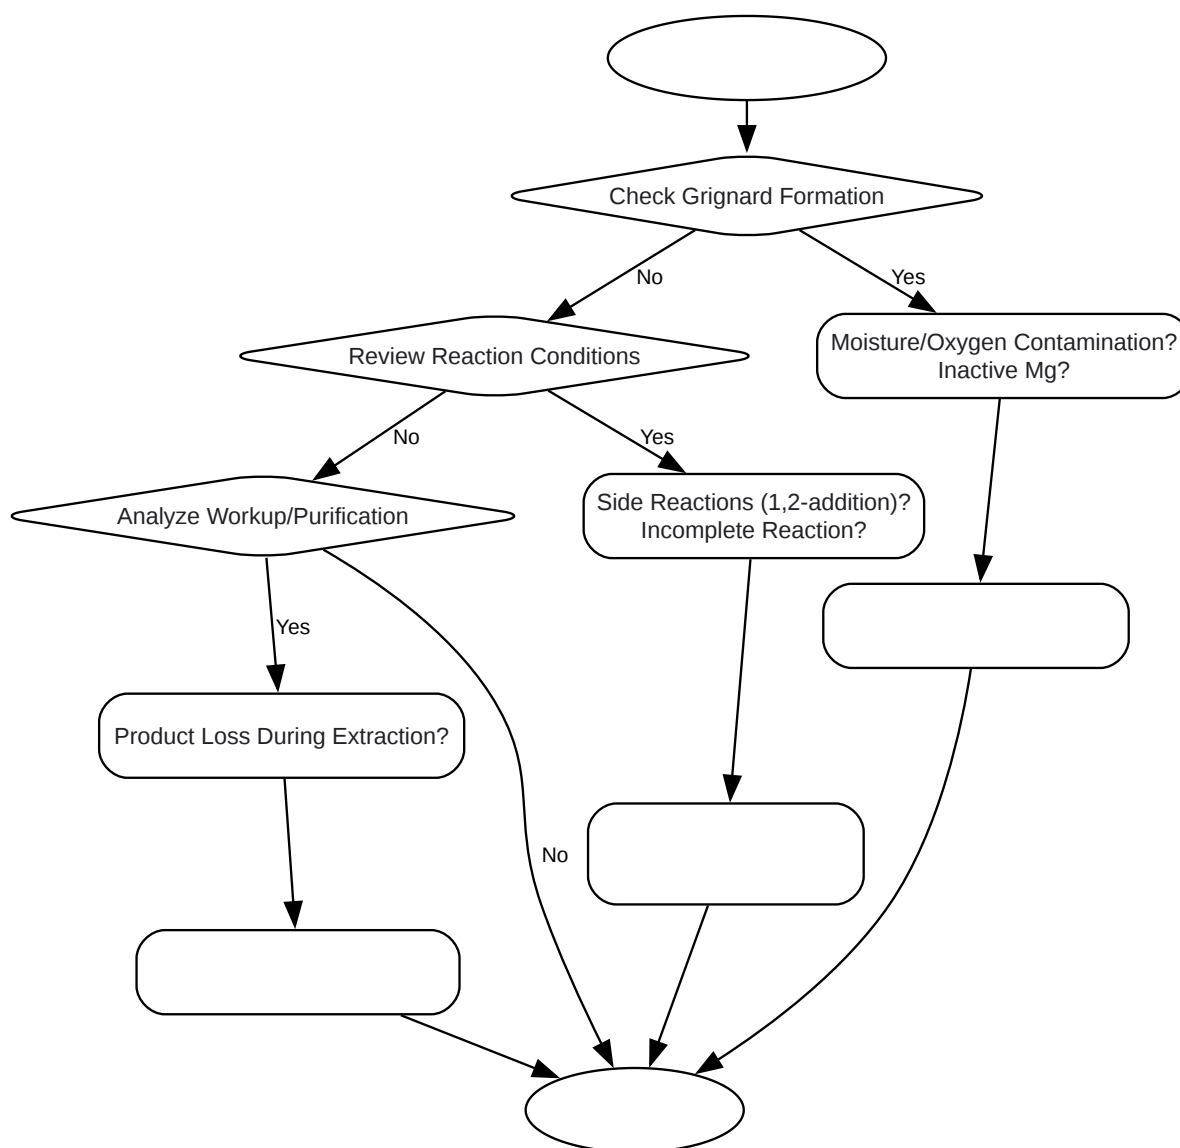 Check Grignard Formation
No
Yes
Review Reaction Conditions
Moisture/Oxygen Contamination?
Inactive Mg?
No
Yes
Analyze Workup/Purification
Side Reactions (1,2-addition)?
Incomplete Reaction?
Yes
Product Loss During Extraction?
No